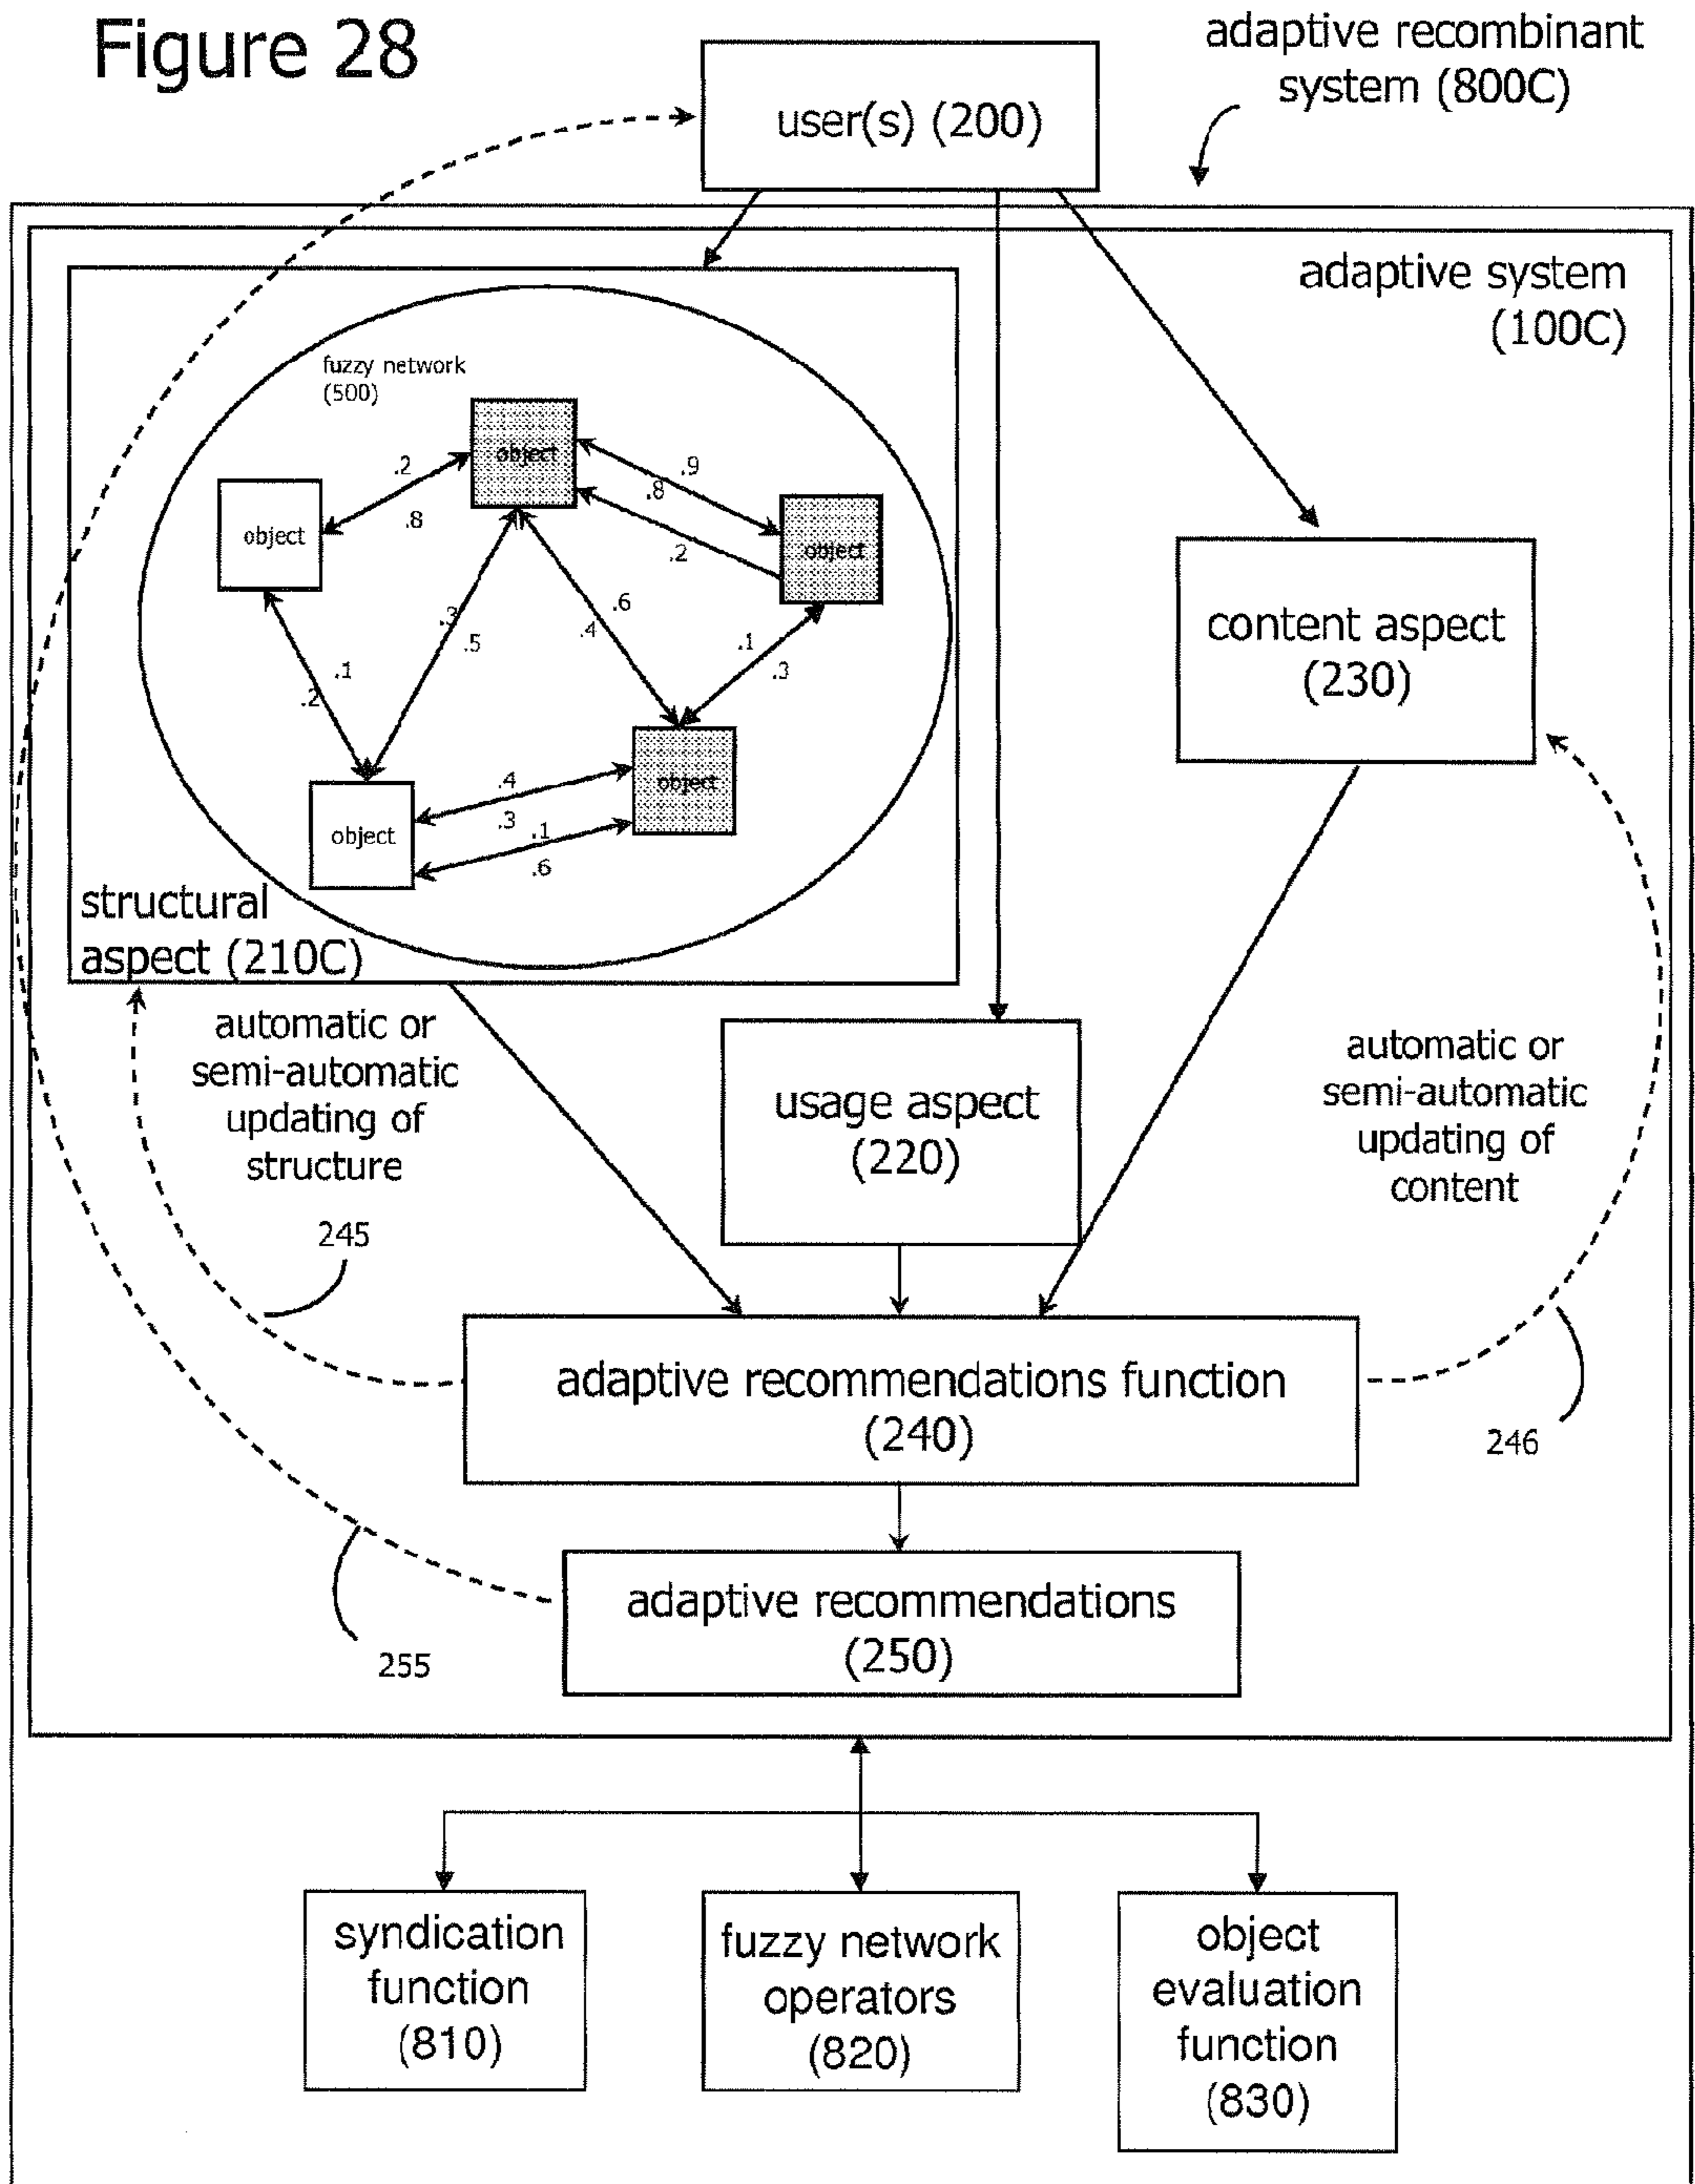 Figure 28
adaptive recombinant
system (800C)
user(s) (200)
adaptive system
(100C)
fuzzy network
(500)
object
.2
.8
object
.9
.8
.2
object
.3
.5
.6
.4
.1
.3
.1
.2
object
.4
.3
.1
.6
object
structural
aspect (210C)
content aspect
(230)
automatic or
semi-automatic
updating of
structure
245
usage aspect
(220)
automatic or
semi-automatic
updating of
content
246
adaptive recommendations function
(240)
adaptive recommendations
(250)
255
syndication
function
(810)
fuzzy network
operators
(820)
object
evaluation
function
(830)